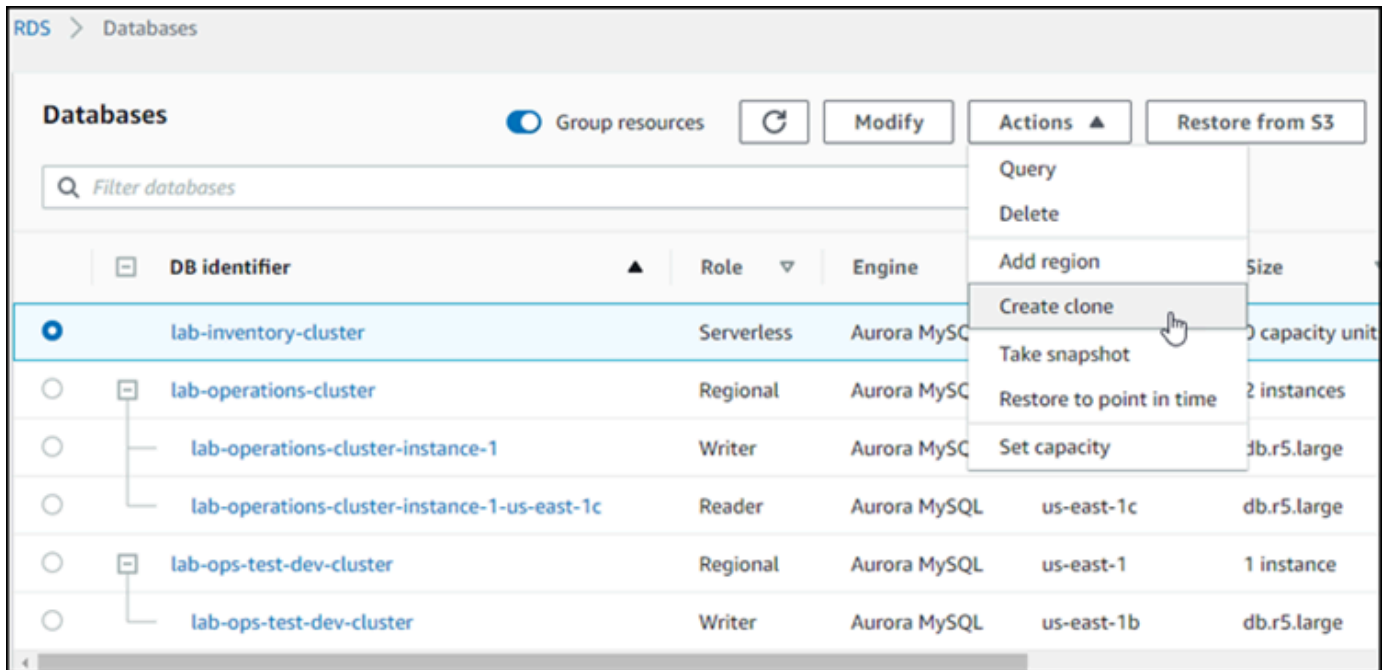 RDS > Databases
Databases Group resources Modify Actions ▲ Restore from S3
Filter databases
Query
Delete
Add region
Create clone
Take snapshot
Restore to point in time
Set capacity
DB identifier ▲ Role ▽ Engine Size
lab-inventory-cluster Serverless Aurora MySQ capacity unit
lab-operations-cluster Regional Aurora MySQ 2 instances
lab-operations-cluster-instance-1 Writer Aurora MySQ db.r5.large
lab-operations-cluster-instance-1-us-east-1c Reader Aurora MySQL us-east-1c db.r5.large
lab-ops-test-dev-cluster Regional Aurora MySQL us-east-1 1 instance
lab-ops-test-dev-cluster Writer Aurora MySQL us-east-1b db.r5.large